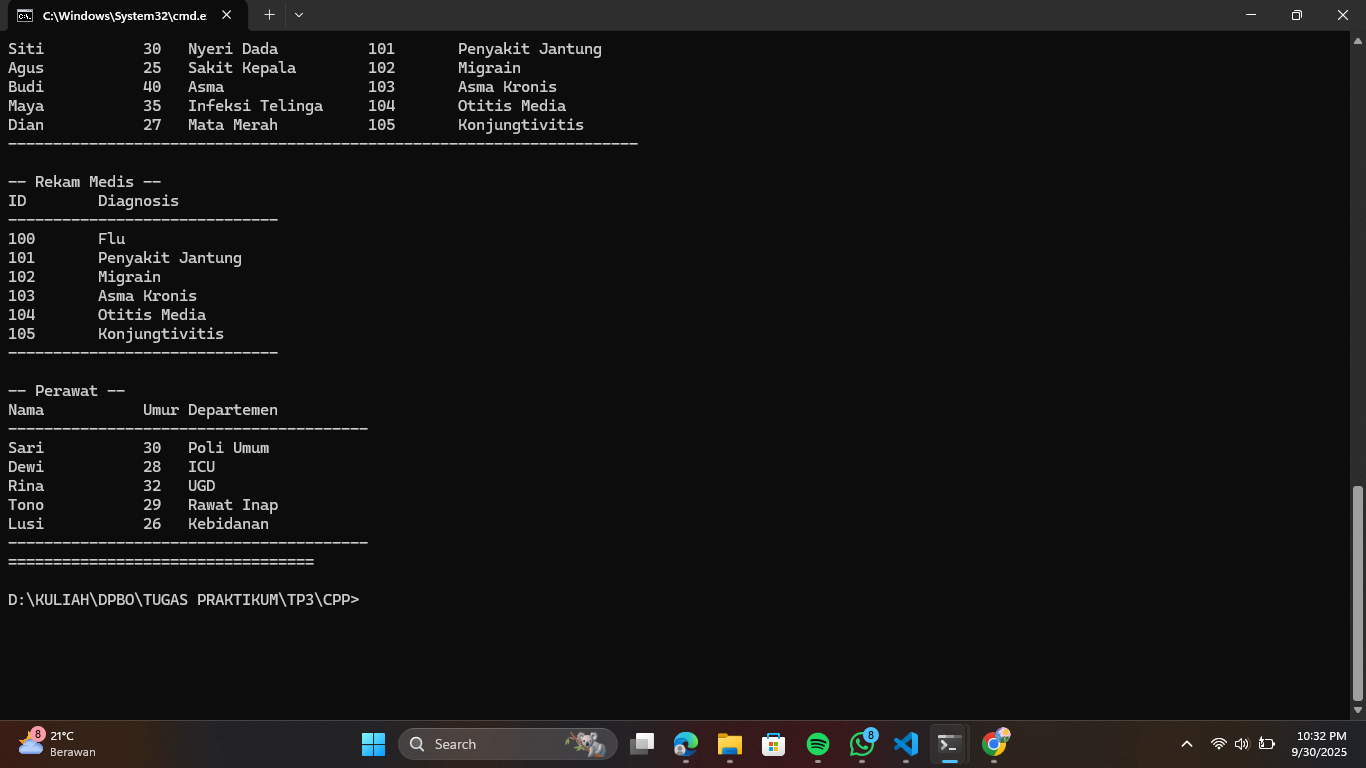 C:\Windows\System32\cmd.e
Siti 30 Nyeri Dada 101 Penyakit Jantung
Agus 25 Sakit Kepala 102 Migrain
Budi 40 Asma 103 Asma Kronis
Maya 35 Infeksi Telinga 104 Otitis Media
Dian 27 Mata Merah 105 Konjungtivitis
----------------------------------------------------------------------
-- Rekam Medis --
ID Diagnosis
------------------------------
100 Flu
101 Penyakit Jantung
102 Migrain
103 Asma Kronis
104 Otitis Media
105 Konjungtivitis
------------------------------
-- Perawat --
Nama Umur Departemen
----------------------------------------
Sari 30 Poli Umum
Dewi 28 ICU
Rina 32 UGD
Tono 29 Rawat Inap
Lusi 26 Kebidanan
----------------------------------------
==================================
D:\KULIAH\DPBO\TUGAS PRAKTIKUM\TP3\CPP>
8
21°C
Berawan
Search
8
10:32 PM
9/30/2025